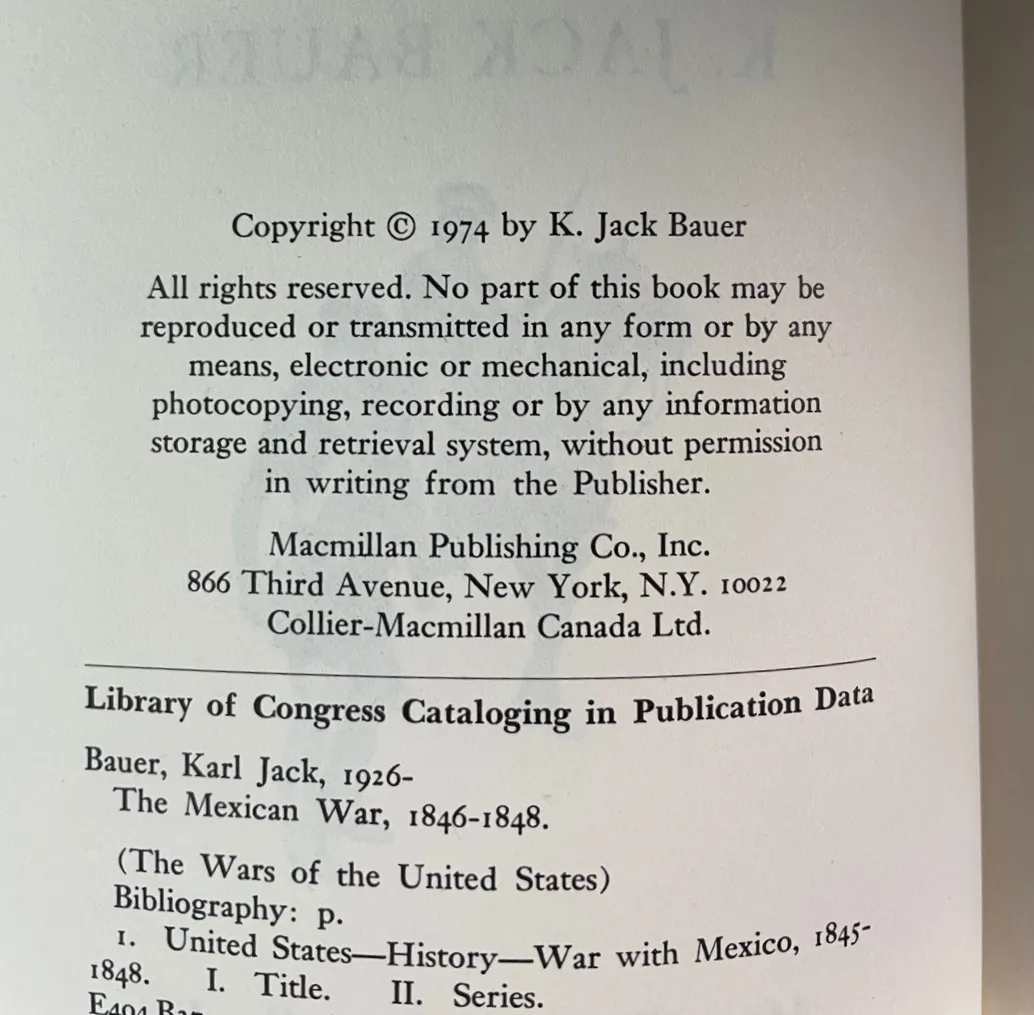 K. JACK BAUER
Copyright © 1974 by K. Jack Bauer
All rights reserved. No part of this book may be
reproduced or transmitted in any form or by any
means, electronic or mechanical, including
photocopying, recording or by any information
storage and retrieval system, without permission
in writing from the Publisher.
Macmillan Publishing Co., Inc.
866 Third Avenue, New York, N.Y. 10022
Collier-Macmillan Canada Ltd.
Library of Congress Cataloging in Publication Data
Bauer, Karl Jack, 1926-
The Mexican War, 1846-1848.
(The Wars of the United States)
Bibliography: p.
1. United States—History—War with Mexico, 1845-
1848. I. Title. II. Series.
E404